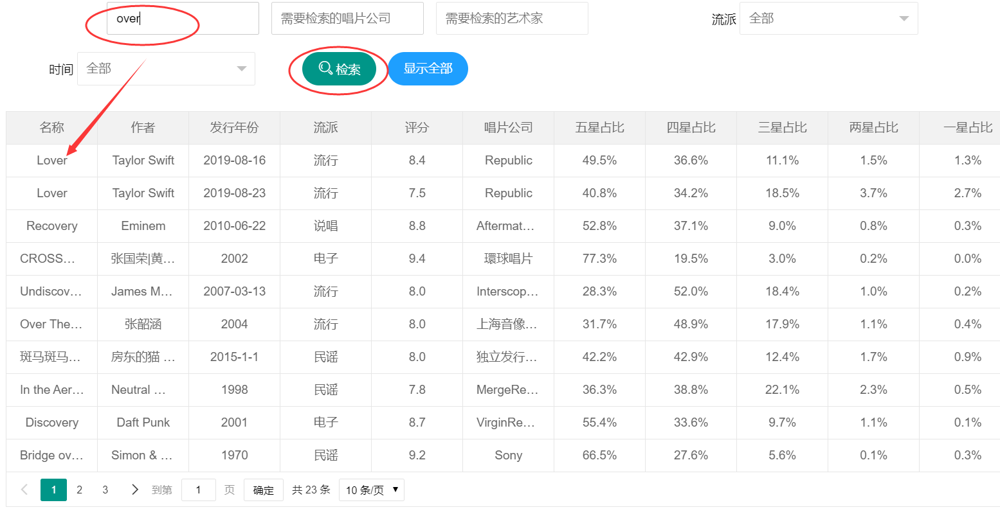 over 需要检索的唱片公司 需要检索的艺术家 流派 全部
时间 全部 检索 显示全部
名称 作者 发行年份 流派 评分 唱片公司 五星占比 四星占比 三星占比 两星占比 一星占比
Lover Taylor Swift 2019-08-16 流行 8.4 Republic 49.5% 36.6% 11.1% 1.5% 1.3%
Lover Taylor Swift 2019-08-23 流行 7.5 Republic 40.8% 34.2% 18.5% 3.7% 2.7%
Recovery Eminem 2010-06-22 说唱 8.8 Aftermat… 52.8% 37.1% 9.0% 0.8% 0.3%
CROSS… 张国荣|黄… 2002 电子 9.4 環球唱片 77.3% 19.5% 3.0% 0.2% 0.0%
Undiscov… James M… 2007-03-13 流行 8.0 Interscop… 28.3% 52.0% 18.4% 1.0% 0.2%
Over The… 张韶涵 2004 流行 8.0 上海音像… 31.7% 48.9% 17.9% 1.1% 0.4%
斑马斑马… 房东的猫 … 2015-1-1 民谣 8.0 独立发行… 42.2% 42.9% 12.4% 1.7% 0.9%
In the Aer… Neutral … 1998 民谣 7.8 MergeRe… 36.3% 38.8% 22.1% 2.3% 0.5%
Discovery Daft Punk 2001 电子 8.7 VirginRe… 55.4% 33.6% 9.7% 1.1% 0.1%
Bridge ov… Simon & … 1970 民谣 9.2 Sony 66.5% 27.6% 5.6% 0.1% 0.3%
1 2 3 到第 1 页 确定 共 23 条 10 条/页